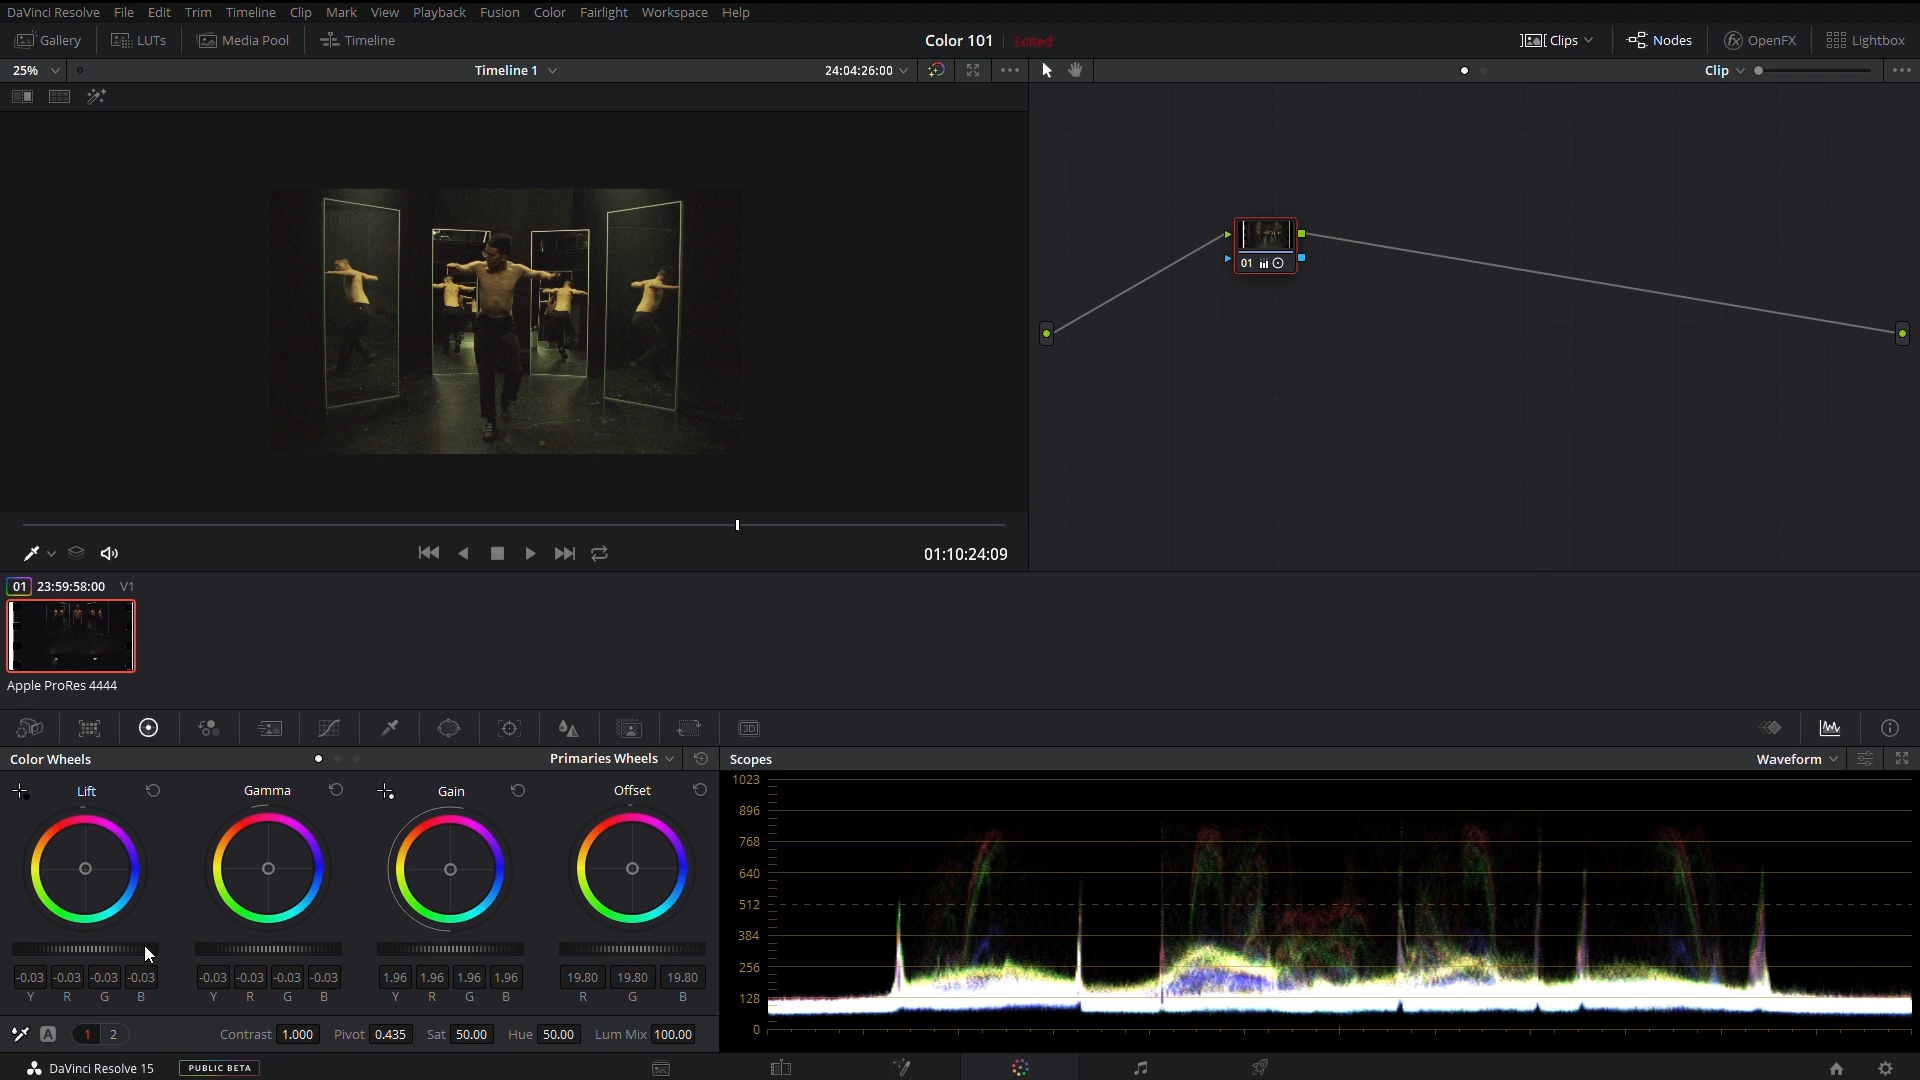 DaVinci Resolve File Edit Trim Timeline Clip Mark View Playback Fusion Color Fairlight Workspace Help
Gallery LUTs Media Pool Timeline Color 101 Edited Clips Nodes OpenFX Lightbox
25% Timeline 1 24:04:26:00 Clip
01
01:10:24:09
01 23:59:58:00 V1
Apple ProRes 4444
3D
Color Wheels Primaries Wheels Scopes Waveform
Lift Gamma Gain Offset
1023
896
768
640
512
384
256
128
0
-0.03 -0.03 -0.03 -0.03 -0.03 -0.03 -0.03 -0.03 1.96 1.96 1.96 1.96 19.80 19.80 19.80
Y R G B Y R G B Y R G B R G B
A 1 2 Contrast 1.000 Pivot 0.435 Sat 50.00 Hue 50.00 Lum Mix 100.00
DaVinci Resolve 15 PUBLIC BETA